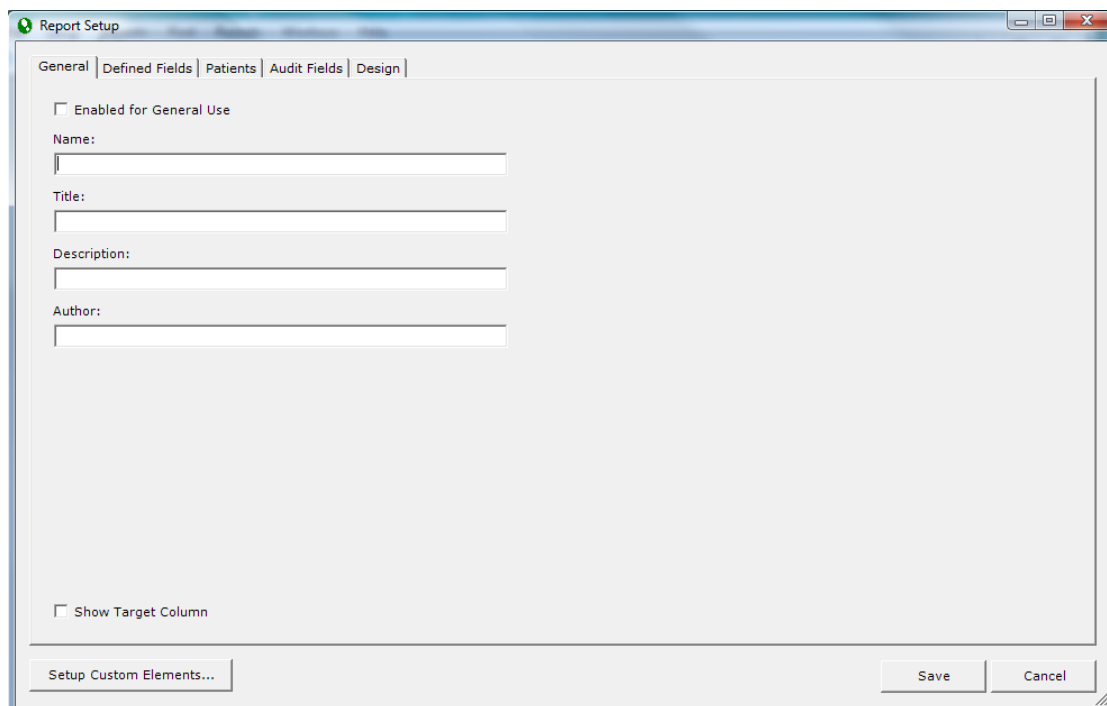 Report Setup
General Defined Fields Patients Audit Fields Design
Enabled for General Use
Name:
Title:
Description:
Author:
Show Target Column
Setup Custom Elements... Save Cancel